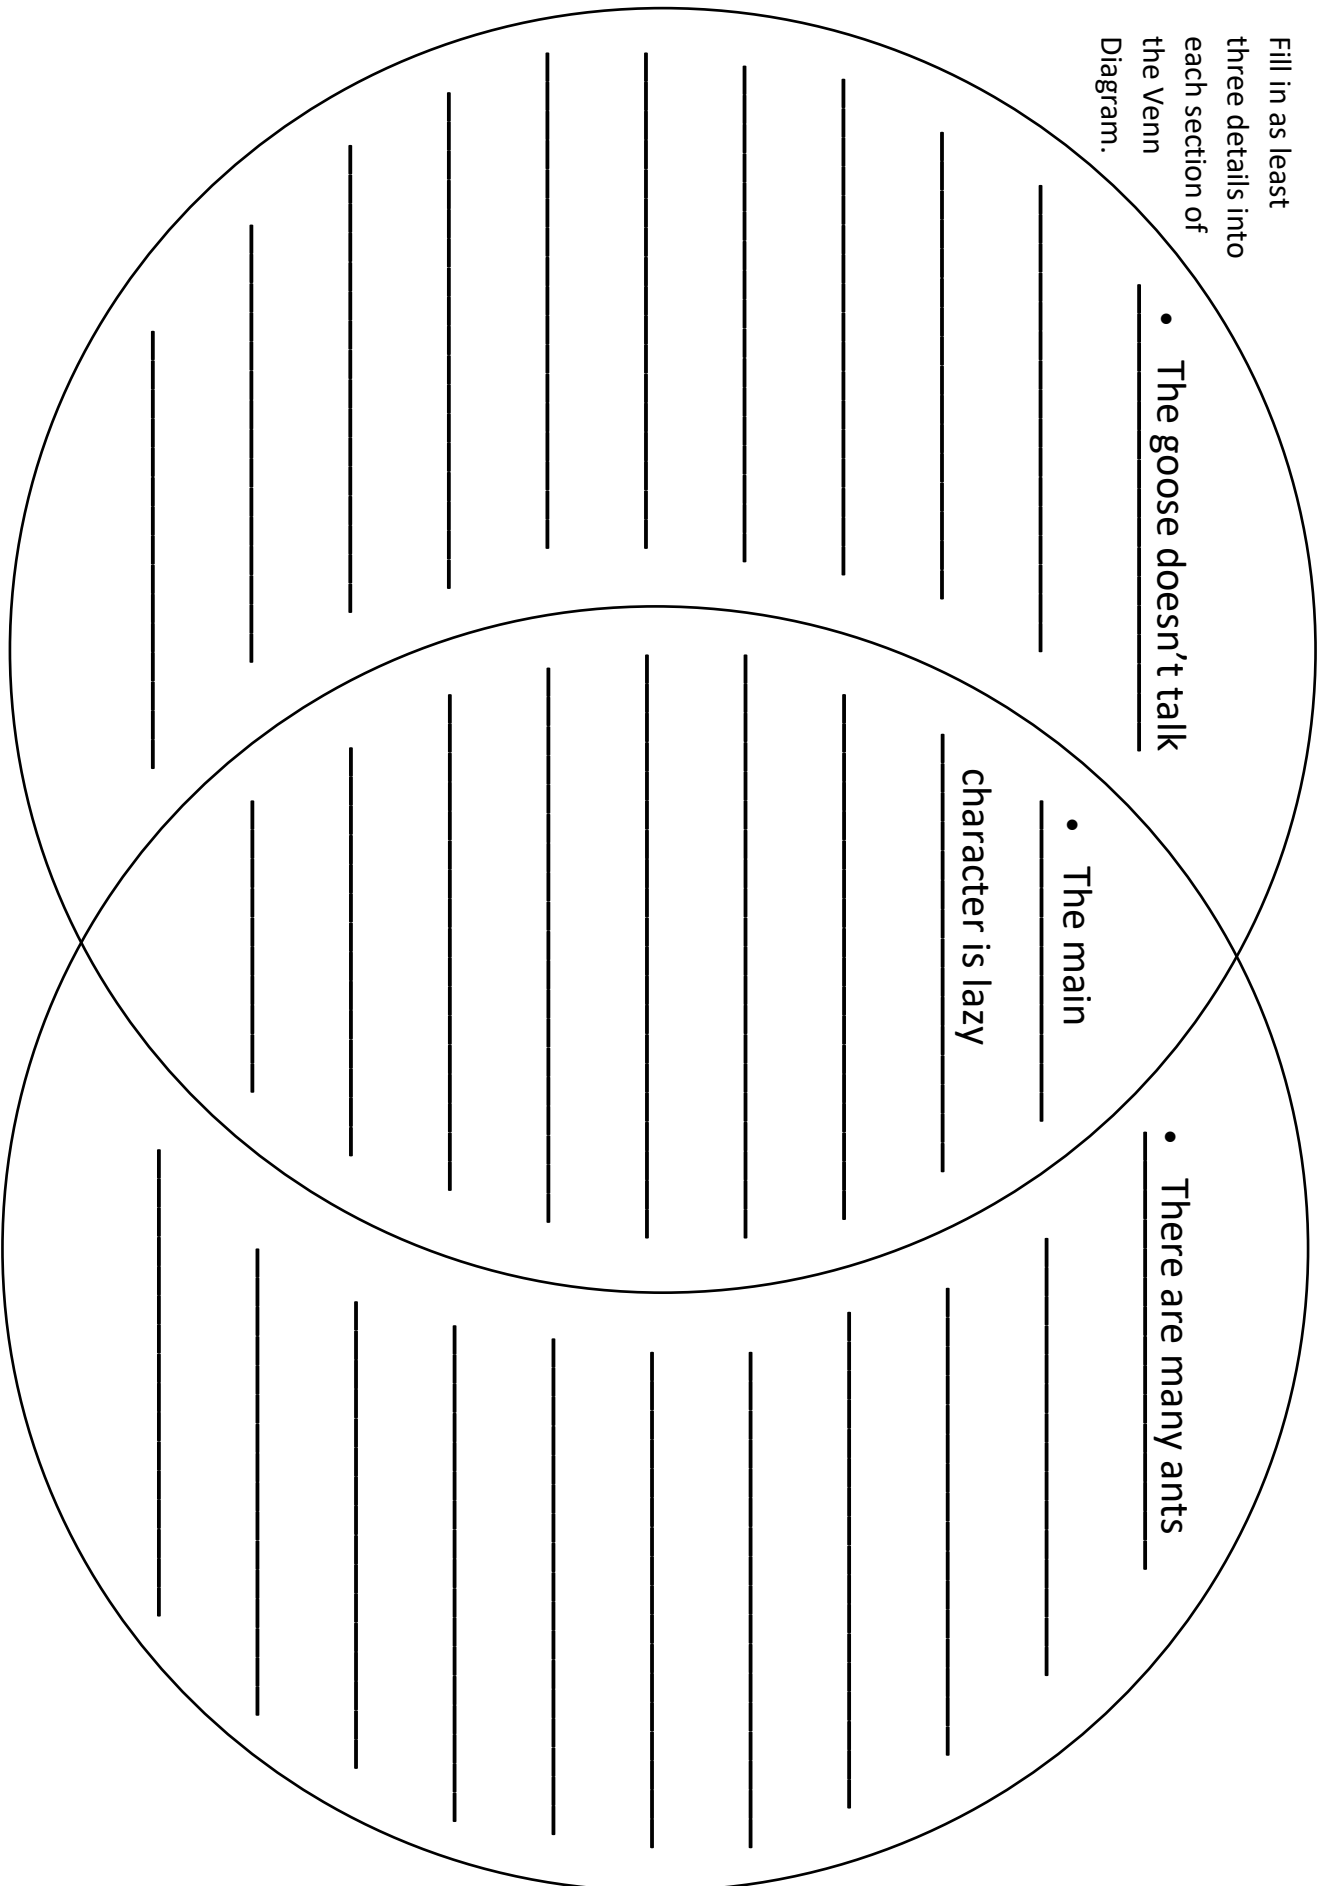 Fill in as least
three details into
each section of
the Venn
Diagram.
• The goose doesn’t talk
• The main
character is lazy
• There are many ants